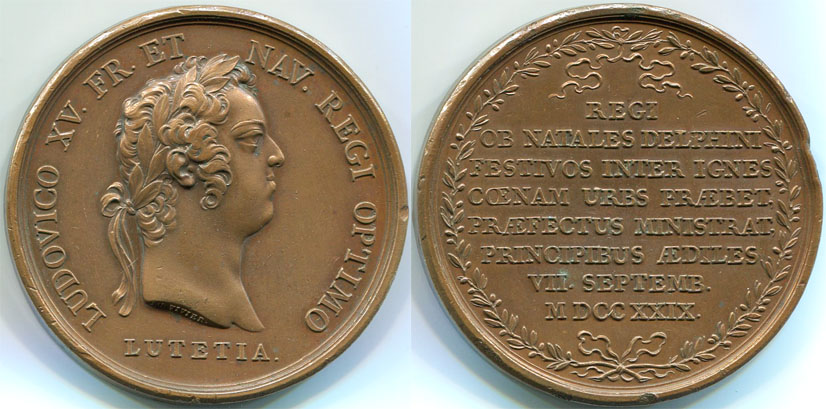 LUDOVICO XV. FR. ET NAV. REGI OPTIMO
LUTETIA.
REGI
OB NATALES DELPHINI
FESTIVOS INTER IGNES
CŒNAM URBS PRÆBET.
PRÆFECTUS MINISTRAT.
PRINCIPIBUS ÆDILES.
VII. SEPTEMB.
M DCC XXIX.